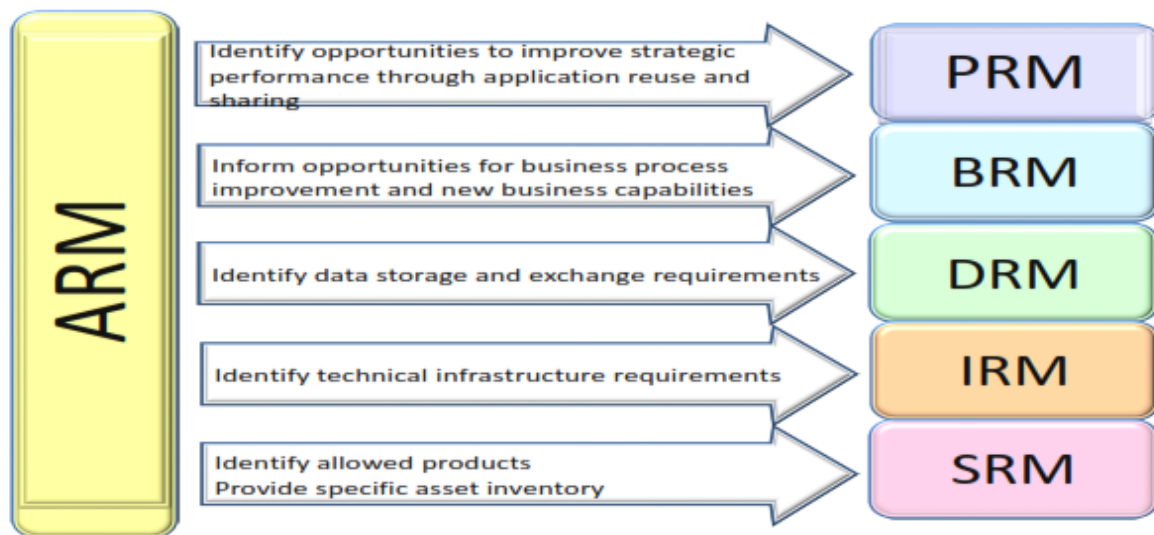 ARM
Identify opportunities to improve strategic
performance through application reuse and
sharing
PRM
Inform opportunities for business process
improvement and new business capabilities
BRM
Identify data storage and exchange requirements
DRM
Identify technical infrastructure requirements
IRM
Identify allowed products
Provide specific asset inventory
SRM